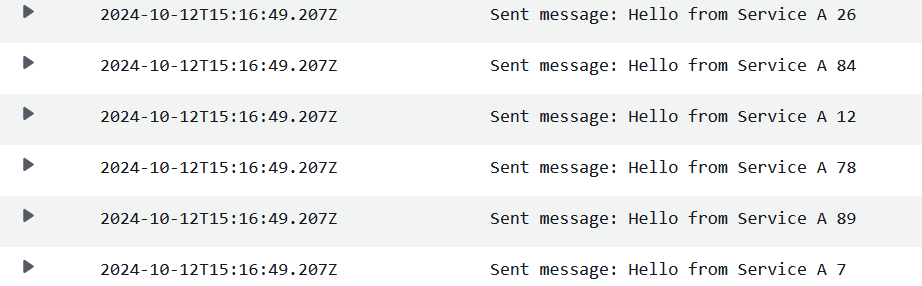 2024-10-12T15:16:49.207Z Sent message: Hello from Service A 26
2024-10-12T15:16:49.207Z Sent message: Hello from Service A 84
2024-10-12T15:16:49.207Z Sent message: Hello from Service A 12
2024-10-12T15:16:49.207Z Sent message: Hello from Service A 78
2024-10-12T15:16:49.207Z Sent message: Hello from Service A 89
2024-10-12T15:16:49.207Z Sent message: Hello from Service A 7